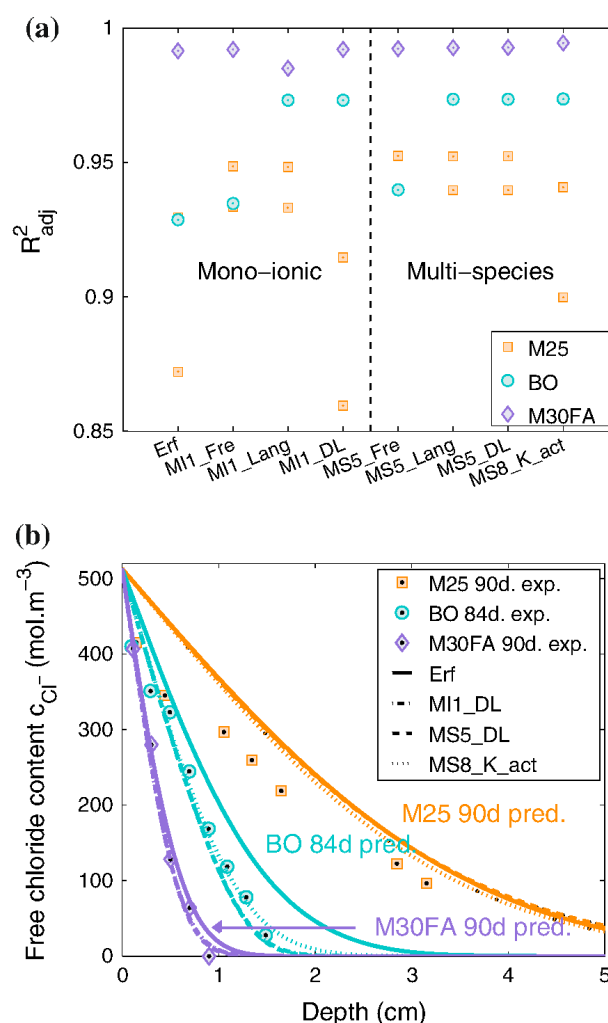 (a)
1
0.95
0.9
0.85
R²adj
Mono−ionic
Multi−species
M25
BO
M30FA
Erf
MI1_Fre
MI1_Lang
MI1_DL
MS5_Fre
MS5_Lang
MS5_DL
MS8_K_act
(b)
500
400
300
200
100
0
Free chloride content cCl− (mol.m−3)
M25 90d. exp.
BO 84d. exp.
M30FA 90d. exp.
Erf
MI1_DL
MS5_DL
MS8_K_act
M25 90d pred.
BO 84d pred.
M30FA 90d pred.
0 1 2 3 4 5
Depth (cm)